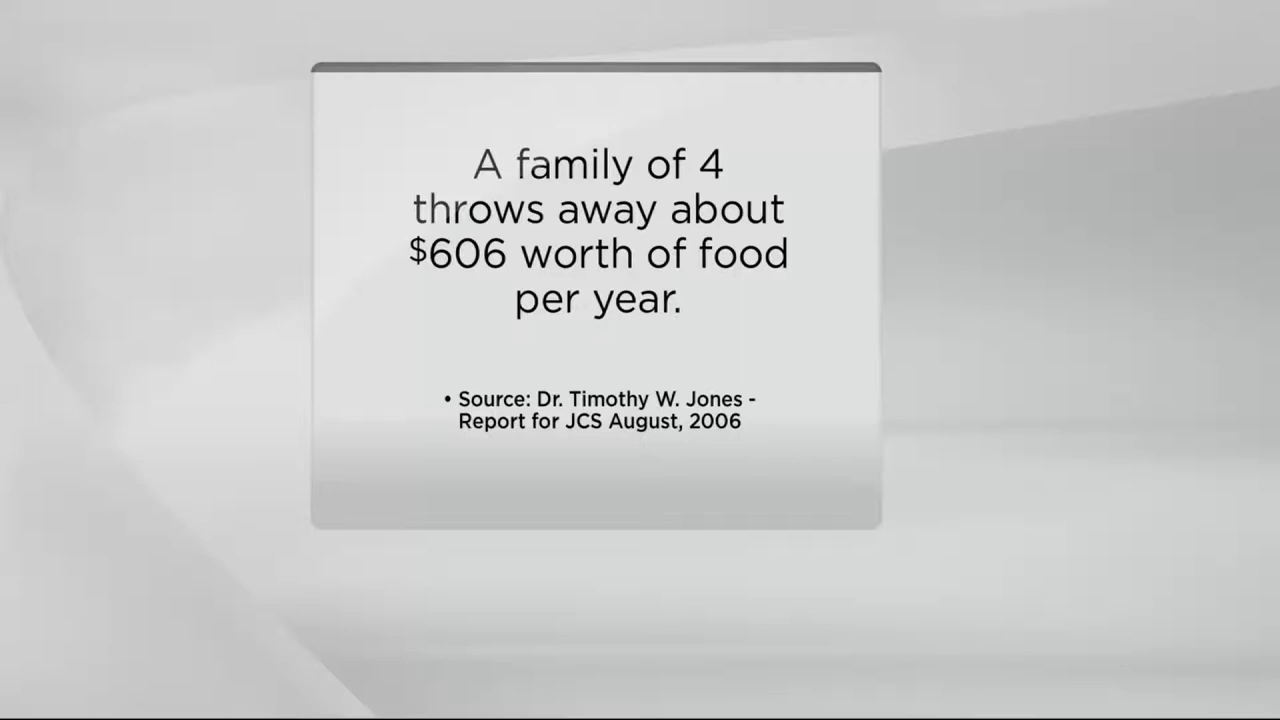 A family of 4
throws away about
$606 worth of food
per year.
• Source: Dr. Timothy W. Jones -
Report for JCS August, 2006